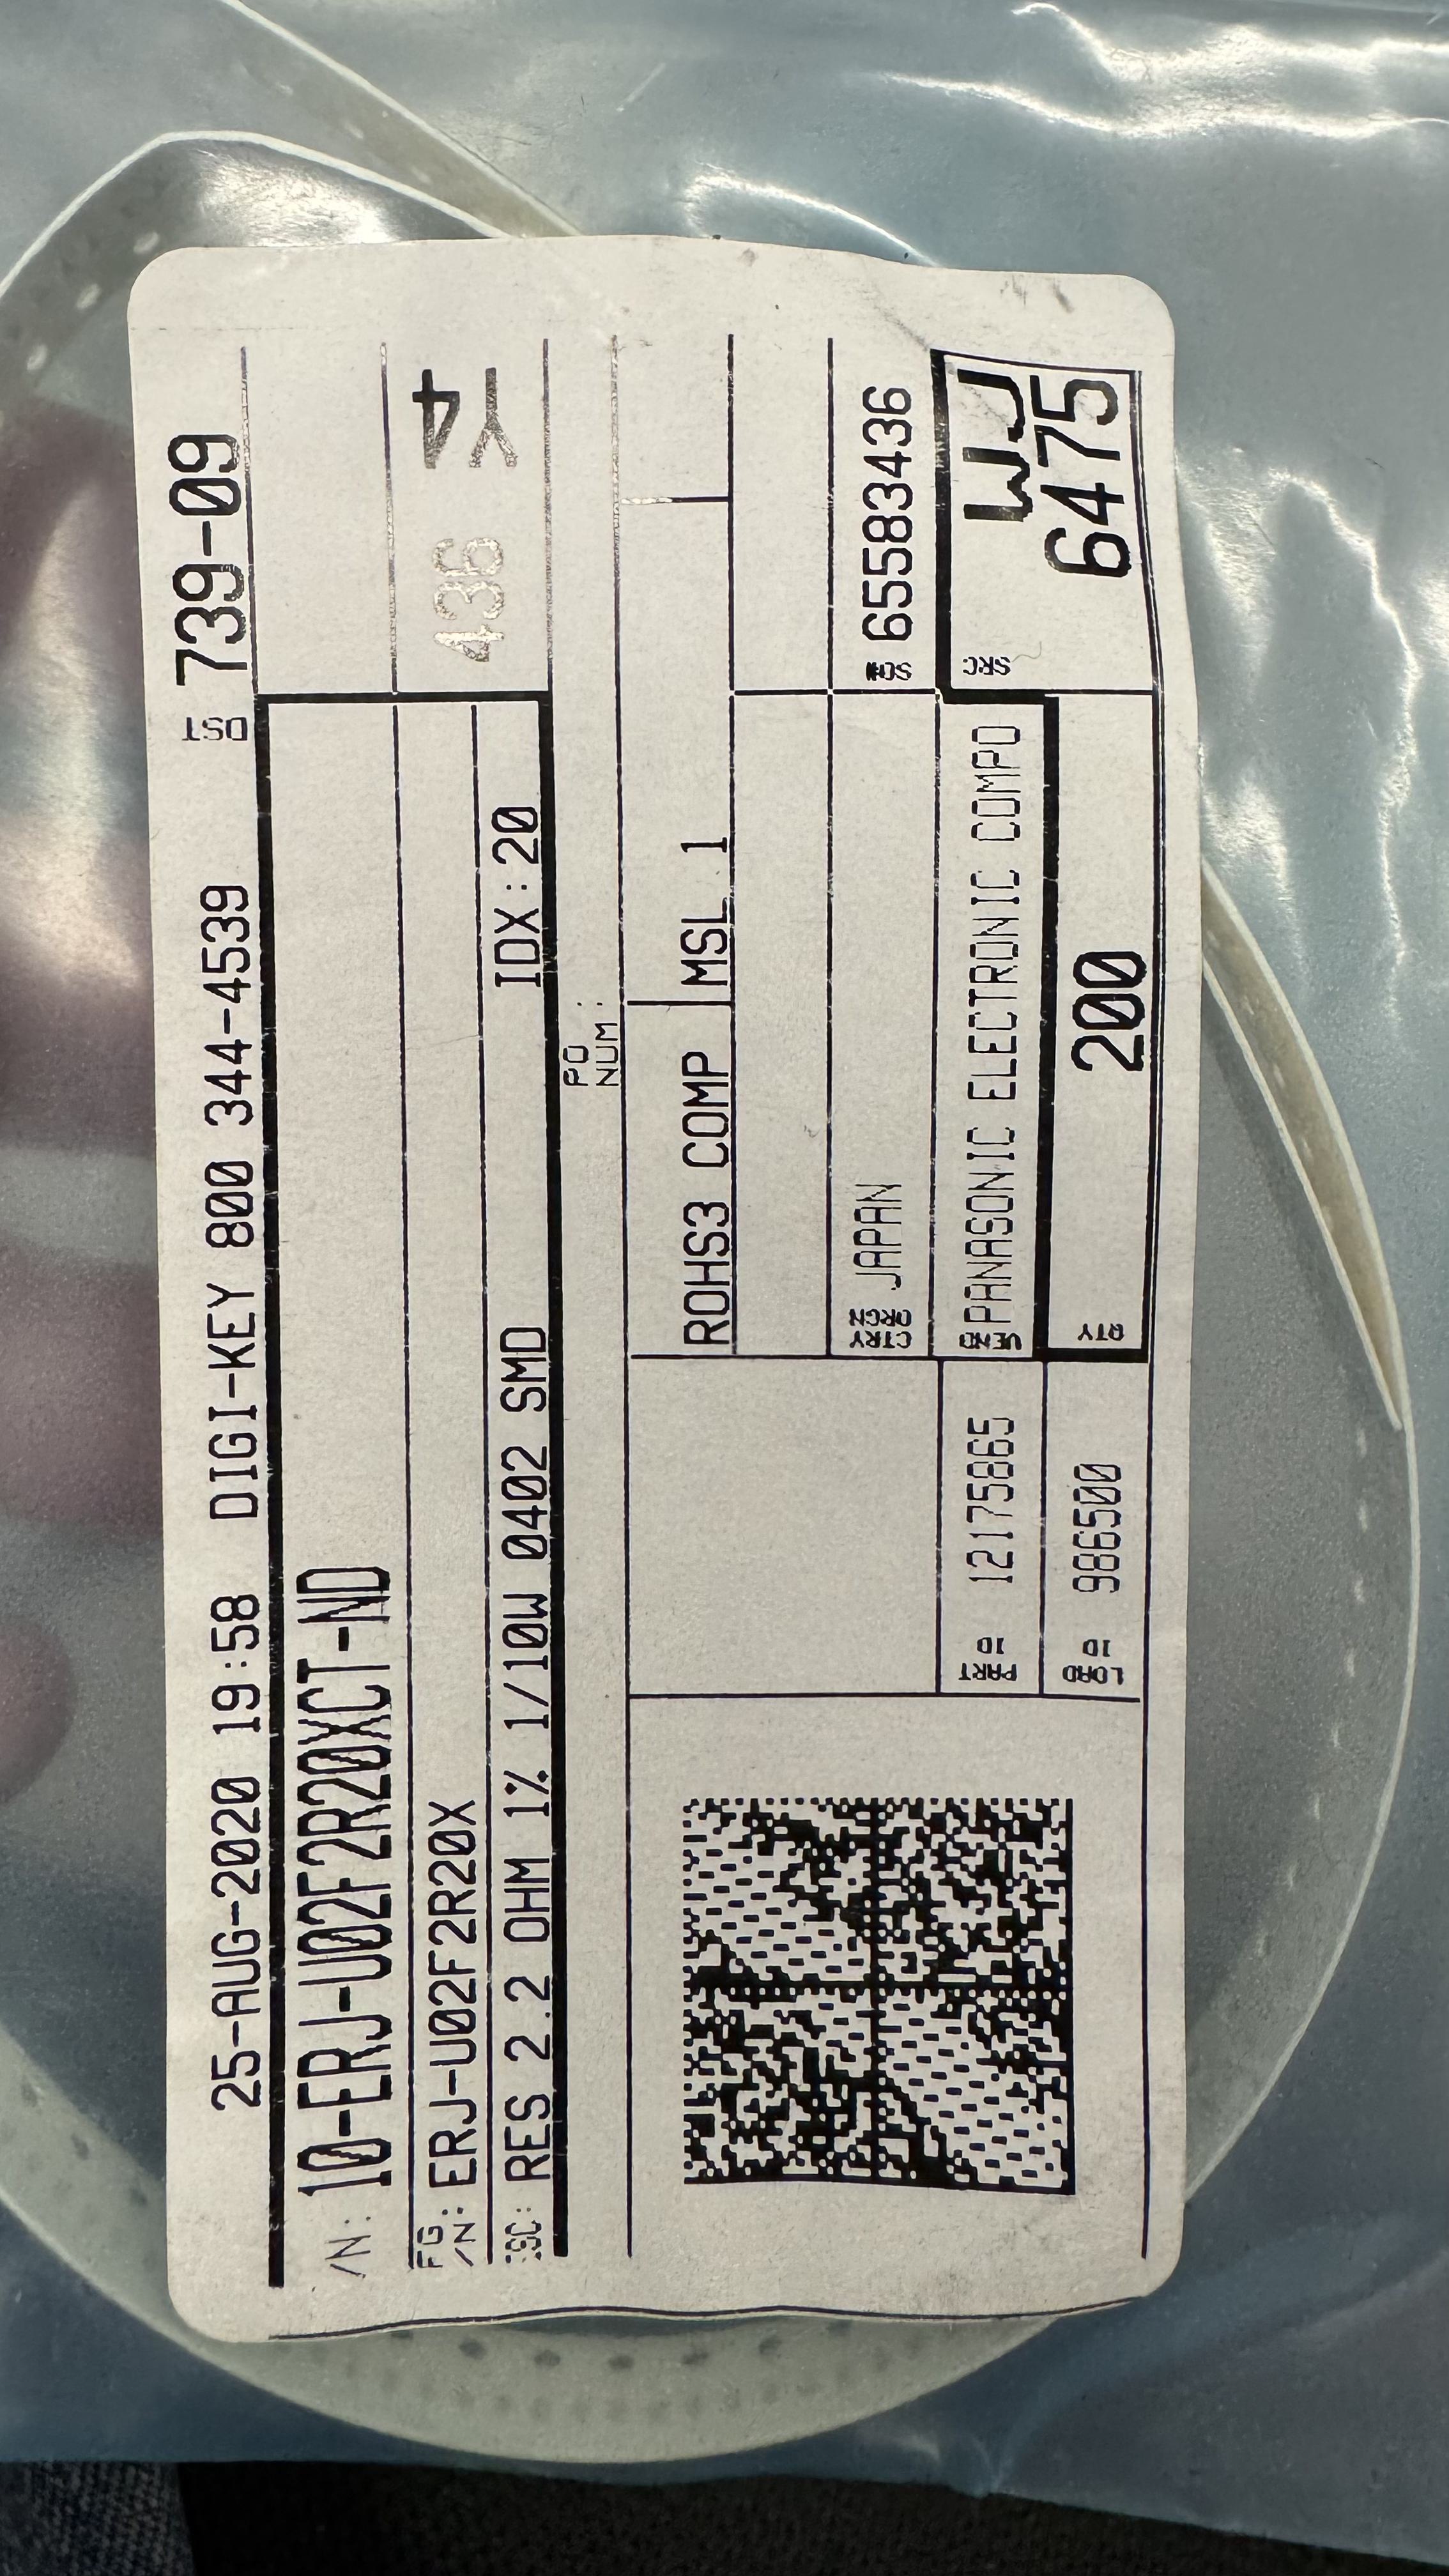 25-AUG-2020 19:58 DIGI-KEY 800 344-4539 DST 739-09
/N: 10-ERJ-U02F2R20XCT-ND
FG
/N: ERJ-U02F2R20X
436
Y4
RES 2.2 OHM 1% 1/10W 0402 SMD IDX:20
PO
NUM:
ROHS3 COMP MSL 1
CTRY
ORGN JAPAN
SO# 65583436
PART
ID 12175865
VEND PANASONIC ELECTRONIC COMPO
SRC WJ
6475
LOAD
ID 986500
QTY 200